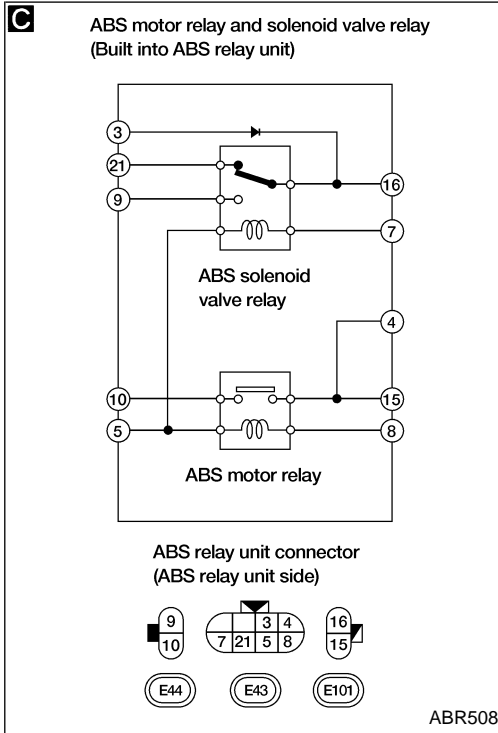 C
ABS motor relay and solenoid valve relay
(Built into ABS relay unit)
3
21
9
16
7
ABS solenoid
valve relay
4
10
15
5
8
ABS motor relay
ABS relay unit connector
(ABS relay unit side)
9 3 4 16
10 7 21 5 8 15
E44 E43 E101
ABR508